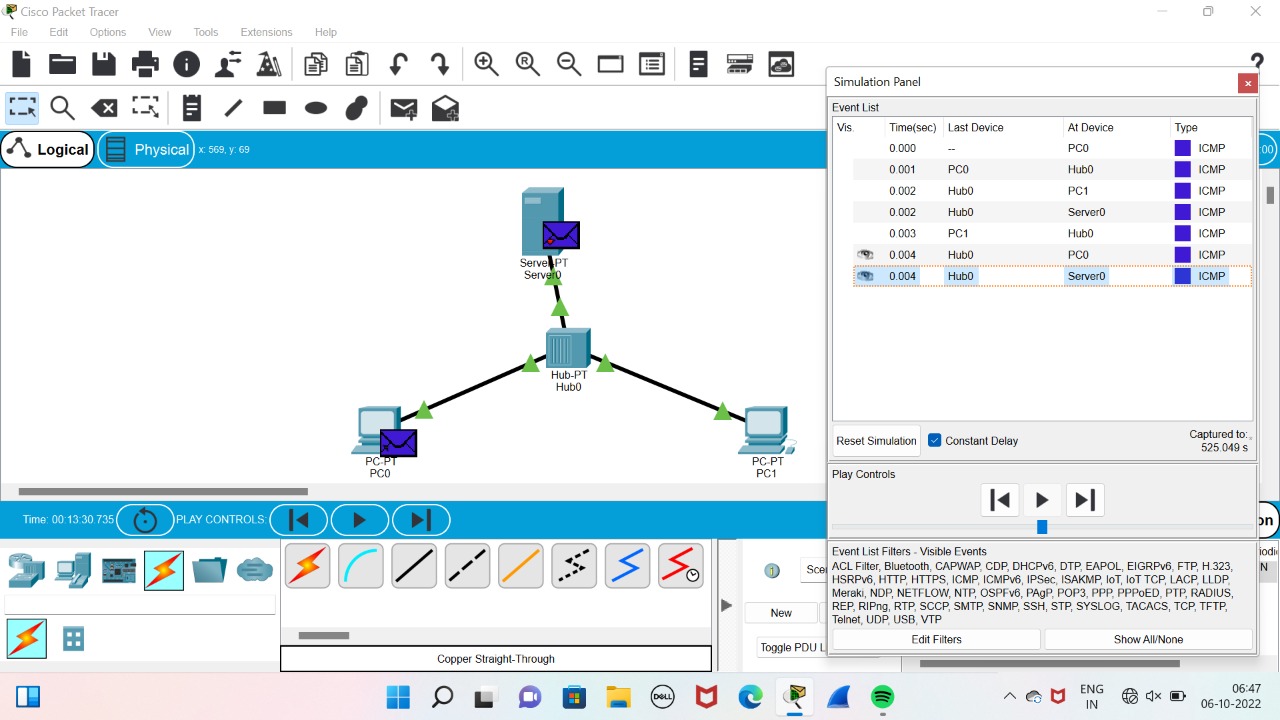 Cisco Packet Tracer
File Edit Options View Tools Extensions Help
?
R
Logical
Physical
x: 569, y: 69
Simulation Panel
Event List
Vis. Time(sec) Last Device At Device Type
0.000 -- PC0 ICMP
0.001 PC0 Hub0 ICMP
0.002 Hub0 PC1 ICMP
0.002 Hub0 Server0 ICMP
0.003 PC1 Hub0 ICMP
0.004 Hub0 PC0 ICMP
0.004 Hub0 Server0 ICMP
:00
Server-PT
Server0
Hub-PT
Hub0
PC-PT
PC0
PC-PT
PC1
Reset Simulation
Constant Delay
Captured to:
525.049 s
Play Controls
Time: 00:13:30.735
PLAY CONTROLS:
on
Event List Filters - Visible Events
ACL Filter, Bluetooth, CAPWAP, CDP, DHCPv6, DTP, EAPOL, EIGRPv6, FTP, H.323,
HSRPv6, HTTP, HTTPS, ICMP, ICMPv6, IPSec, ISAKMP, IoT, IoT TCP, LACP, LLDP,
Meraki, NDP, NETFLOW, NTP, OSPFv6, PAgP, POP3, PPP, PPPoED, PTP, RADIUS,
REP, RIPng, RTP, SCCP, SMTP, SNMP, SSH, STP, SYSLOG, TACACS, TCP, TFTP,
Telnet, UDP, USB, VTP
Edit Filters
Show All/None
Sce
New
Toggle PDU L
N
Copper Straight-Through
DELL
ENG
IN
06:47
06-10-2022